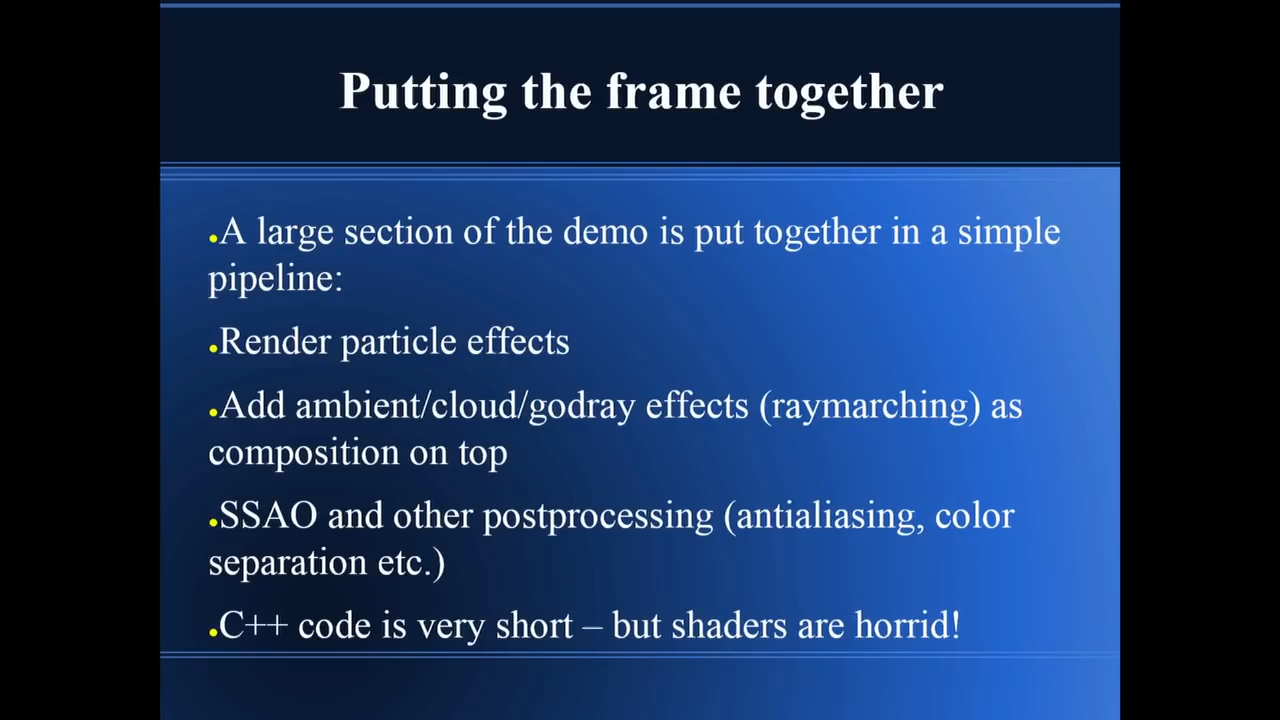 Putting the frame together
●A large section of the demo is put together in a simple
pipeline:
●Render particle effects
●Add ambient/cloud/godray effects (raymarching) as
composition on top
●SSAO and other postprocessing (antialiasing, color
separation etc.)
●C++ code is very short – but shaders are horrid!